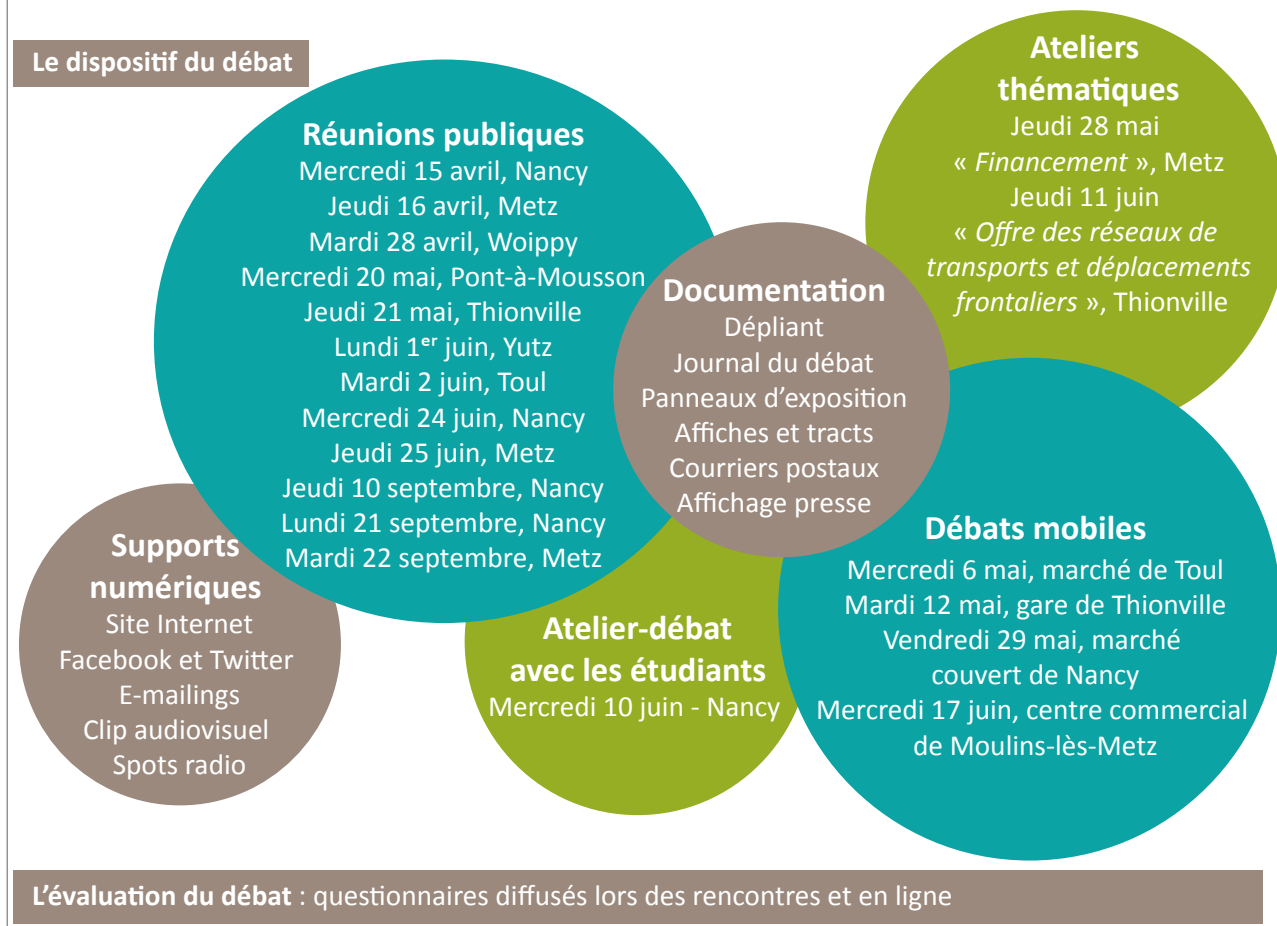 Le dispositif du débat
Réunions publiques
Mercredi 15 avril, Nancy
Jeudi 16 avril, Metz
Mardi 28 avril, Woippy
Mercredi 20 mai, Pont-à-Mousson
Jeudi 21 mai, Thionville
Lundi 1er juin, Yutz
Mardi 2 juin, Toul
Mercredi 24 juin, Nancy
Jeudi 25 juin, Metz
Jeudi 10 septembre, Nancy
Lundi 21 septembre, Nancy
Mardi 22 septembre, Metz
Ateliers
thématiques
Jeudi 28 mai
« Financement », Metz
Jeudi 11 juin
« Offre des réseaux de
transports et déplacements
frontaliers », Thionville
Documentation
Dépliant
Journal du débat
Panneaux d’exposition
Affiches et tracts
Courriers postaux
Affichage presse
Supports
numériques
Site Internet
Facebook et Twitter
E-mailings
Clip audiovisuel
Spots radio
Atelier-débat
avec les étudiants
Mercredi 10 juin - Nancy
Débats mobiles
Mercredi 6 mai, marché de Toul
Mardi 12 mai, gare de Thionville
Vendredi 29 mai, marché
couvert de Nancy
Mercredi 17 juin, centre commercial
de Moulins-lès-Metz
L’évaluation du débat : questionnaires diffusés lors des rencontres et en ligne